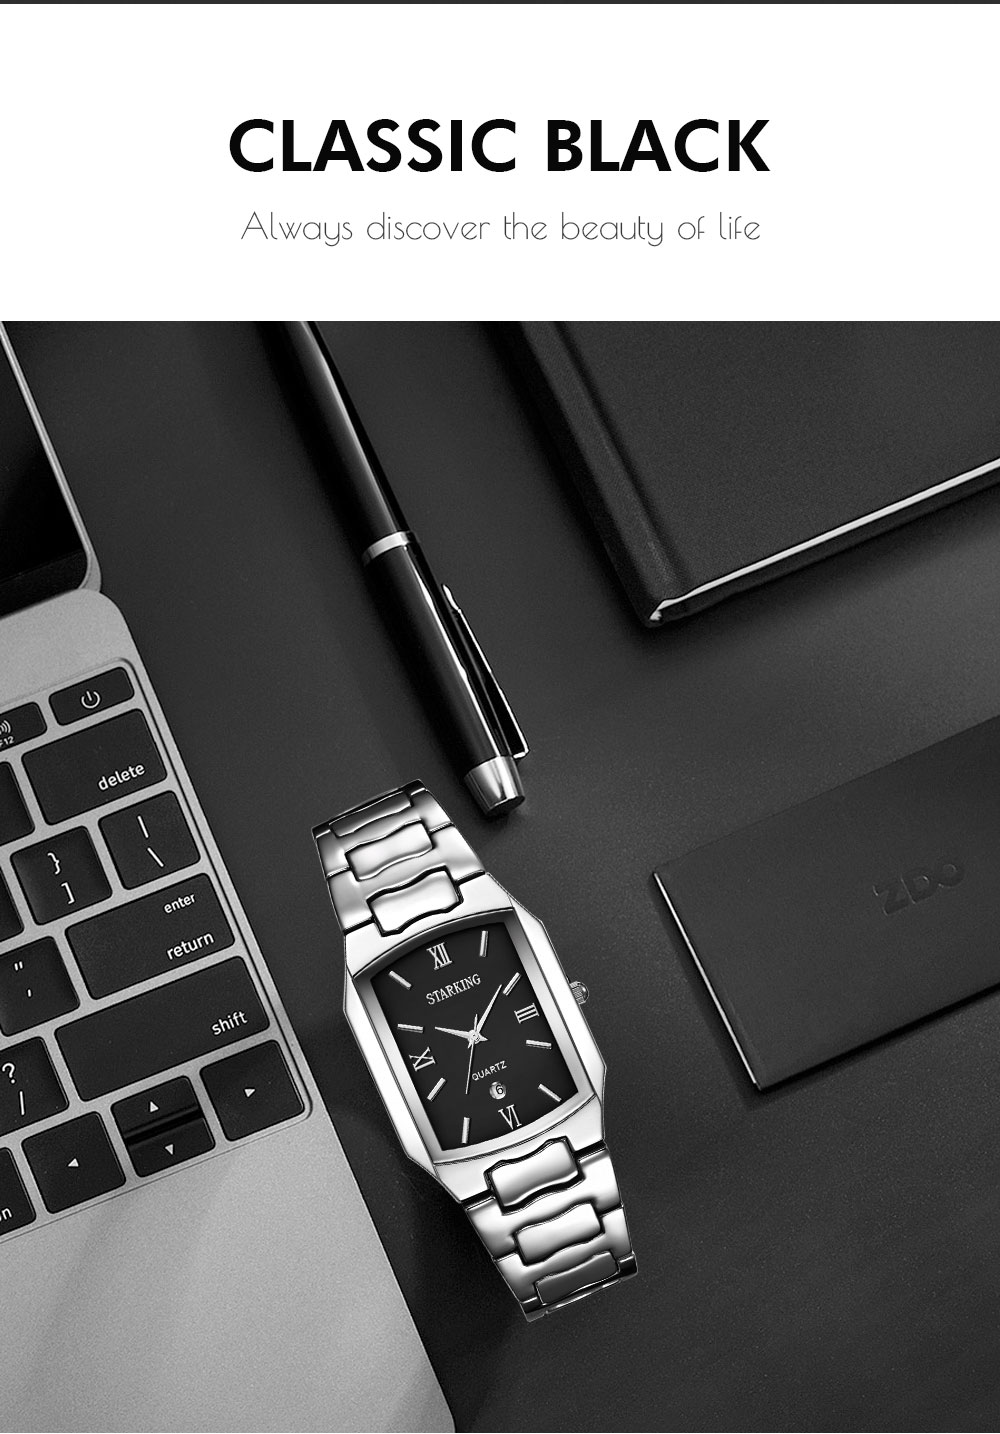 CLASSIC BLACK
Always discover the beauty of life
F12
delete
}
]
|
\
enter
return
"
,
shift
?
/
XII
STARKING
III
IX
QUARTZ
6
VI
ZDO